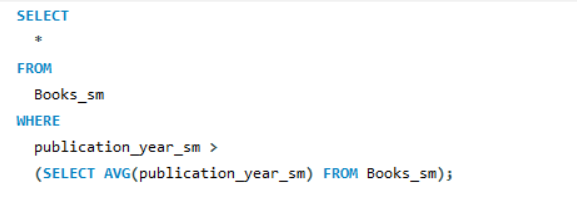 SELECT
*
FROM
Books_sm
WHERE
publication_year_sm >
(SELECT AVG(publication_year_sm) FROM Books_sm);